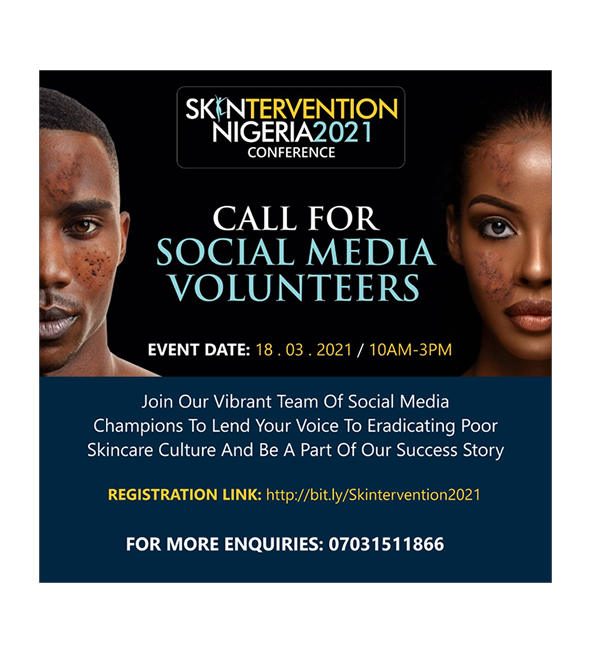 SKINTERVENTION
NIGERIA2021
CONFERENCE
CALL FOR
SOCIAL MEDIA
VOLUNTEERS
EVENT DATE: 18 . 03 . 2021 / 10AM-3PM
Join Our Vibrant Team Of Social Media
Champions To Lend Your Voice To Eradicating Poor
Skincare Culture And Be A Part Of Our Success Story
REGISTRATION LINK: http://bit.ly/Skintervention2021
FOR MORE ENQUIRIES: 07031511866